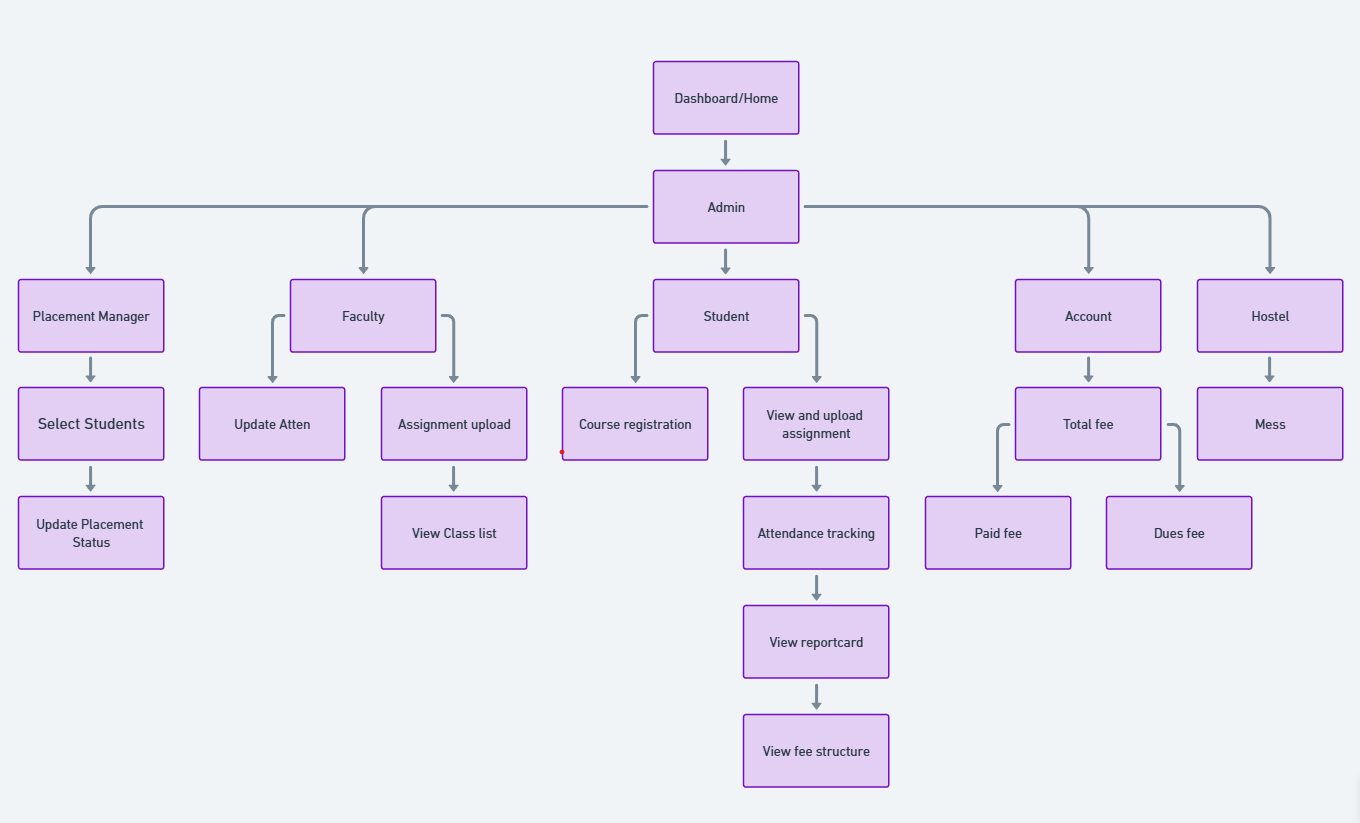 Dashboard/Home
Admin
Placement Manager
Faculty
Student
Account
Hostel
Select Students
Update Atten
Assignment upload
Course registration
View and upload
assignment
Total fee
Mess
Update Placement
Status
View Class list
Attendance tracking
Paid fee
Dues fee
View reportcard
View fee structure